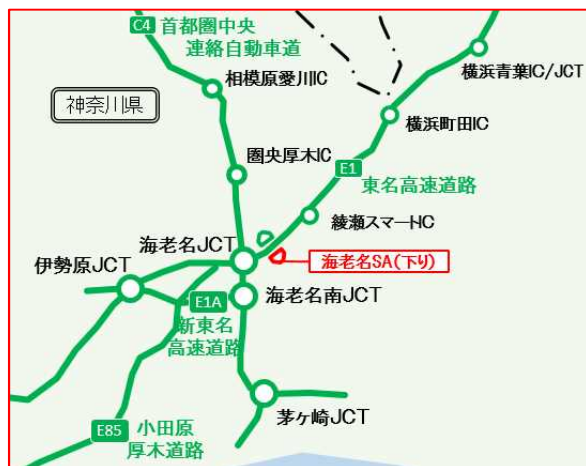 C4 首都圏中央
連絡自動車道
横浜青葉IC/JCT
相模原愛川IC
神奈川県
横浜町田IC
圏央厚木IC
E1
東名高速道路
綾瀬スマートIC
海老名JCT
海老名SA(下り)
伊勢原JCT
海老名南JCT
E1A
新東名
高速道路
茅ヶ崎JCT
E85 小田原
厚木道路